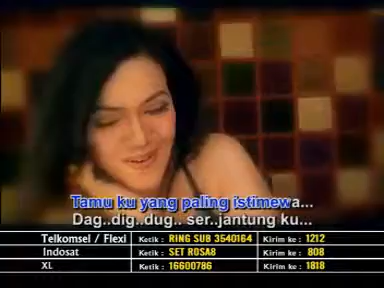 Tamu ku yang paling istimewa...
Dag..dig..dug.. ser..jantung ku...
Telkomsel / Flexi Ketik : RING SUB 3540164 Kirim ke : 1212
Indosat Ketik : SET ROSA8 Kirim ke : 808
XL Ketik : 16600786 Kirim ke : 1818